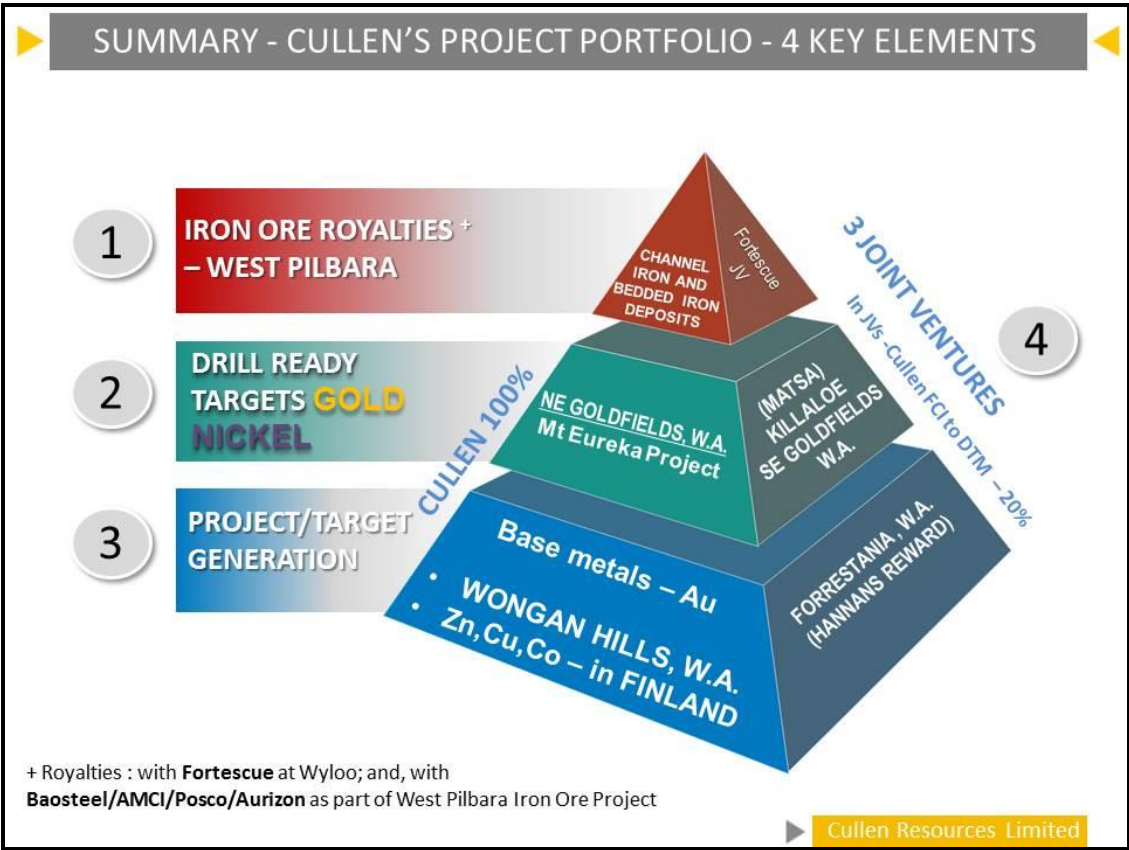 SUMMARY - CULLEN'S PROJECT PORTFOLIO - 4 KEY ELEMENTS
1
IRON ORE ROYALTIES +
– WEST PILBARA
2
DRILL READY
TARGETS GOLD
NICKEL
3
PROJECT/TARGET
GENERATION
CULLEN 100%
CHANNEL
IRON AND
BEDDED IRON
DEPOSITS
Fortescue
JV
NE GOLDFIELDS, W.A.
Mt Eureka Project
(MATSA)
KILLALOE
SE GOLDFIELDS
W.A.
Base metals – Au
• WONGAN HILLS, W.A.
• Zn,Cu,Co – in FINLAND
FORRESTANIA, W.A.
(HANNANS REWARD)
3 JOINT VENTURES
In JVs -Cullen FCI to DTM – 20%
4
+ Royalties : with Fortescue at Wyloo; and, with
Baosteel/AMCI/Posco/Aurizon as part of West Pilbara Iron Ore Project
Cullen Resources Limited